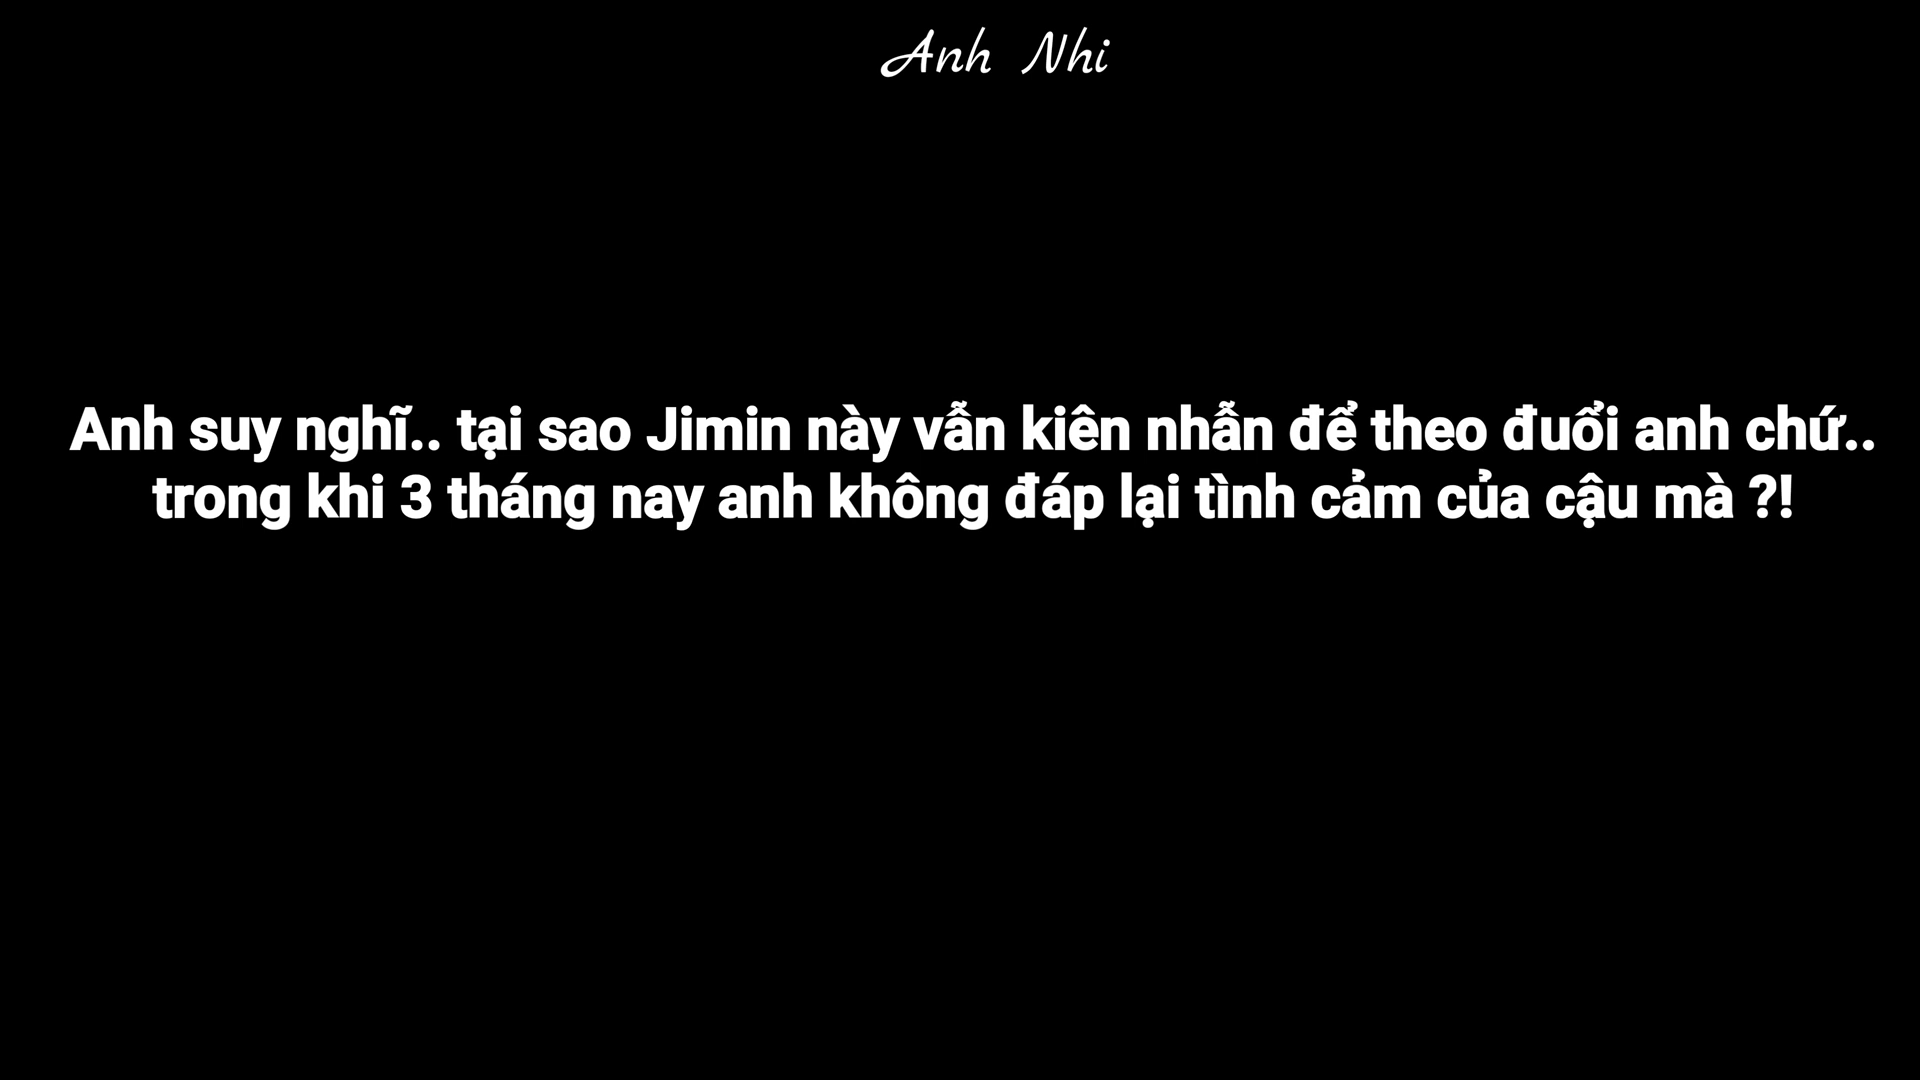 Anh Nhi
Anh suy nghĩ.. tại sao Jimin này vẫn kiên nhẫn để theo đuổi anh chứ..
trong khi 3 tháng nay anh không đáp lại tình cảm của cậu mà ?!